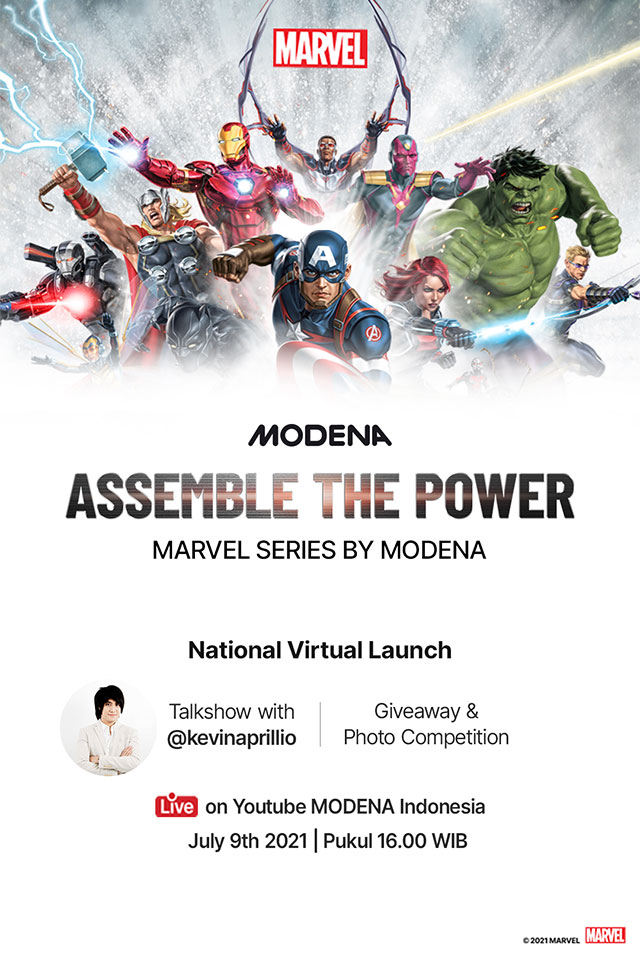 MARVEL
A
MODENA
ASSEMBLE THE POWER
MARVEL SERIES BY MODENA
National Virtual Launch
Talkshow with
@kevinaprillio
Giveaway &
Photo Competition
Live on Youtube MODENA Indonesia
July 9th 2021 | Pukul 16.00 WIB
© 2021 MARVEL MARVEL